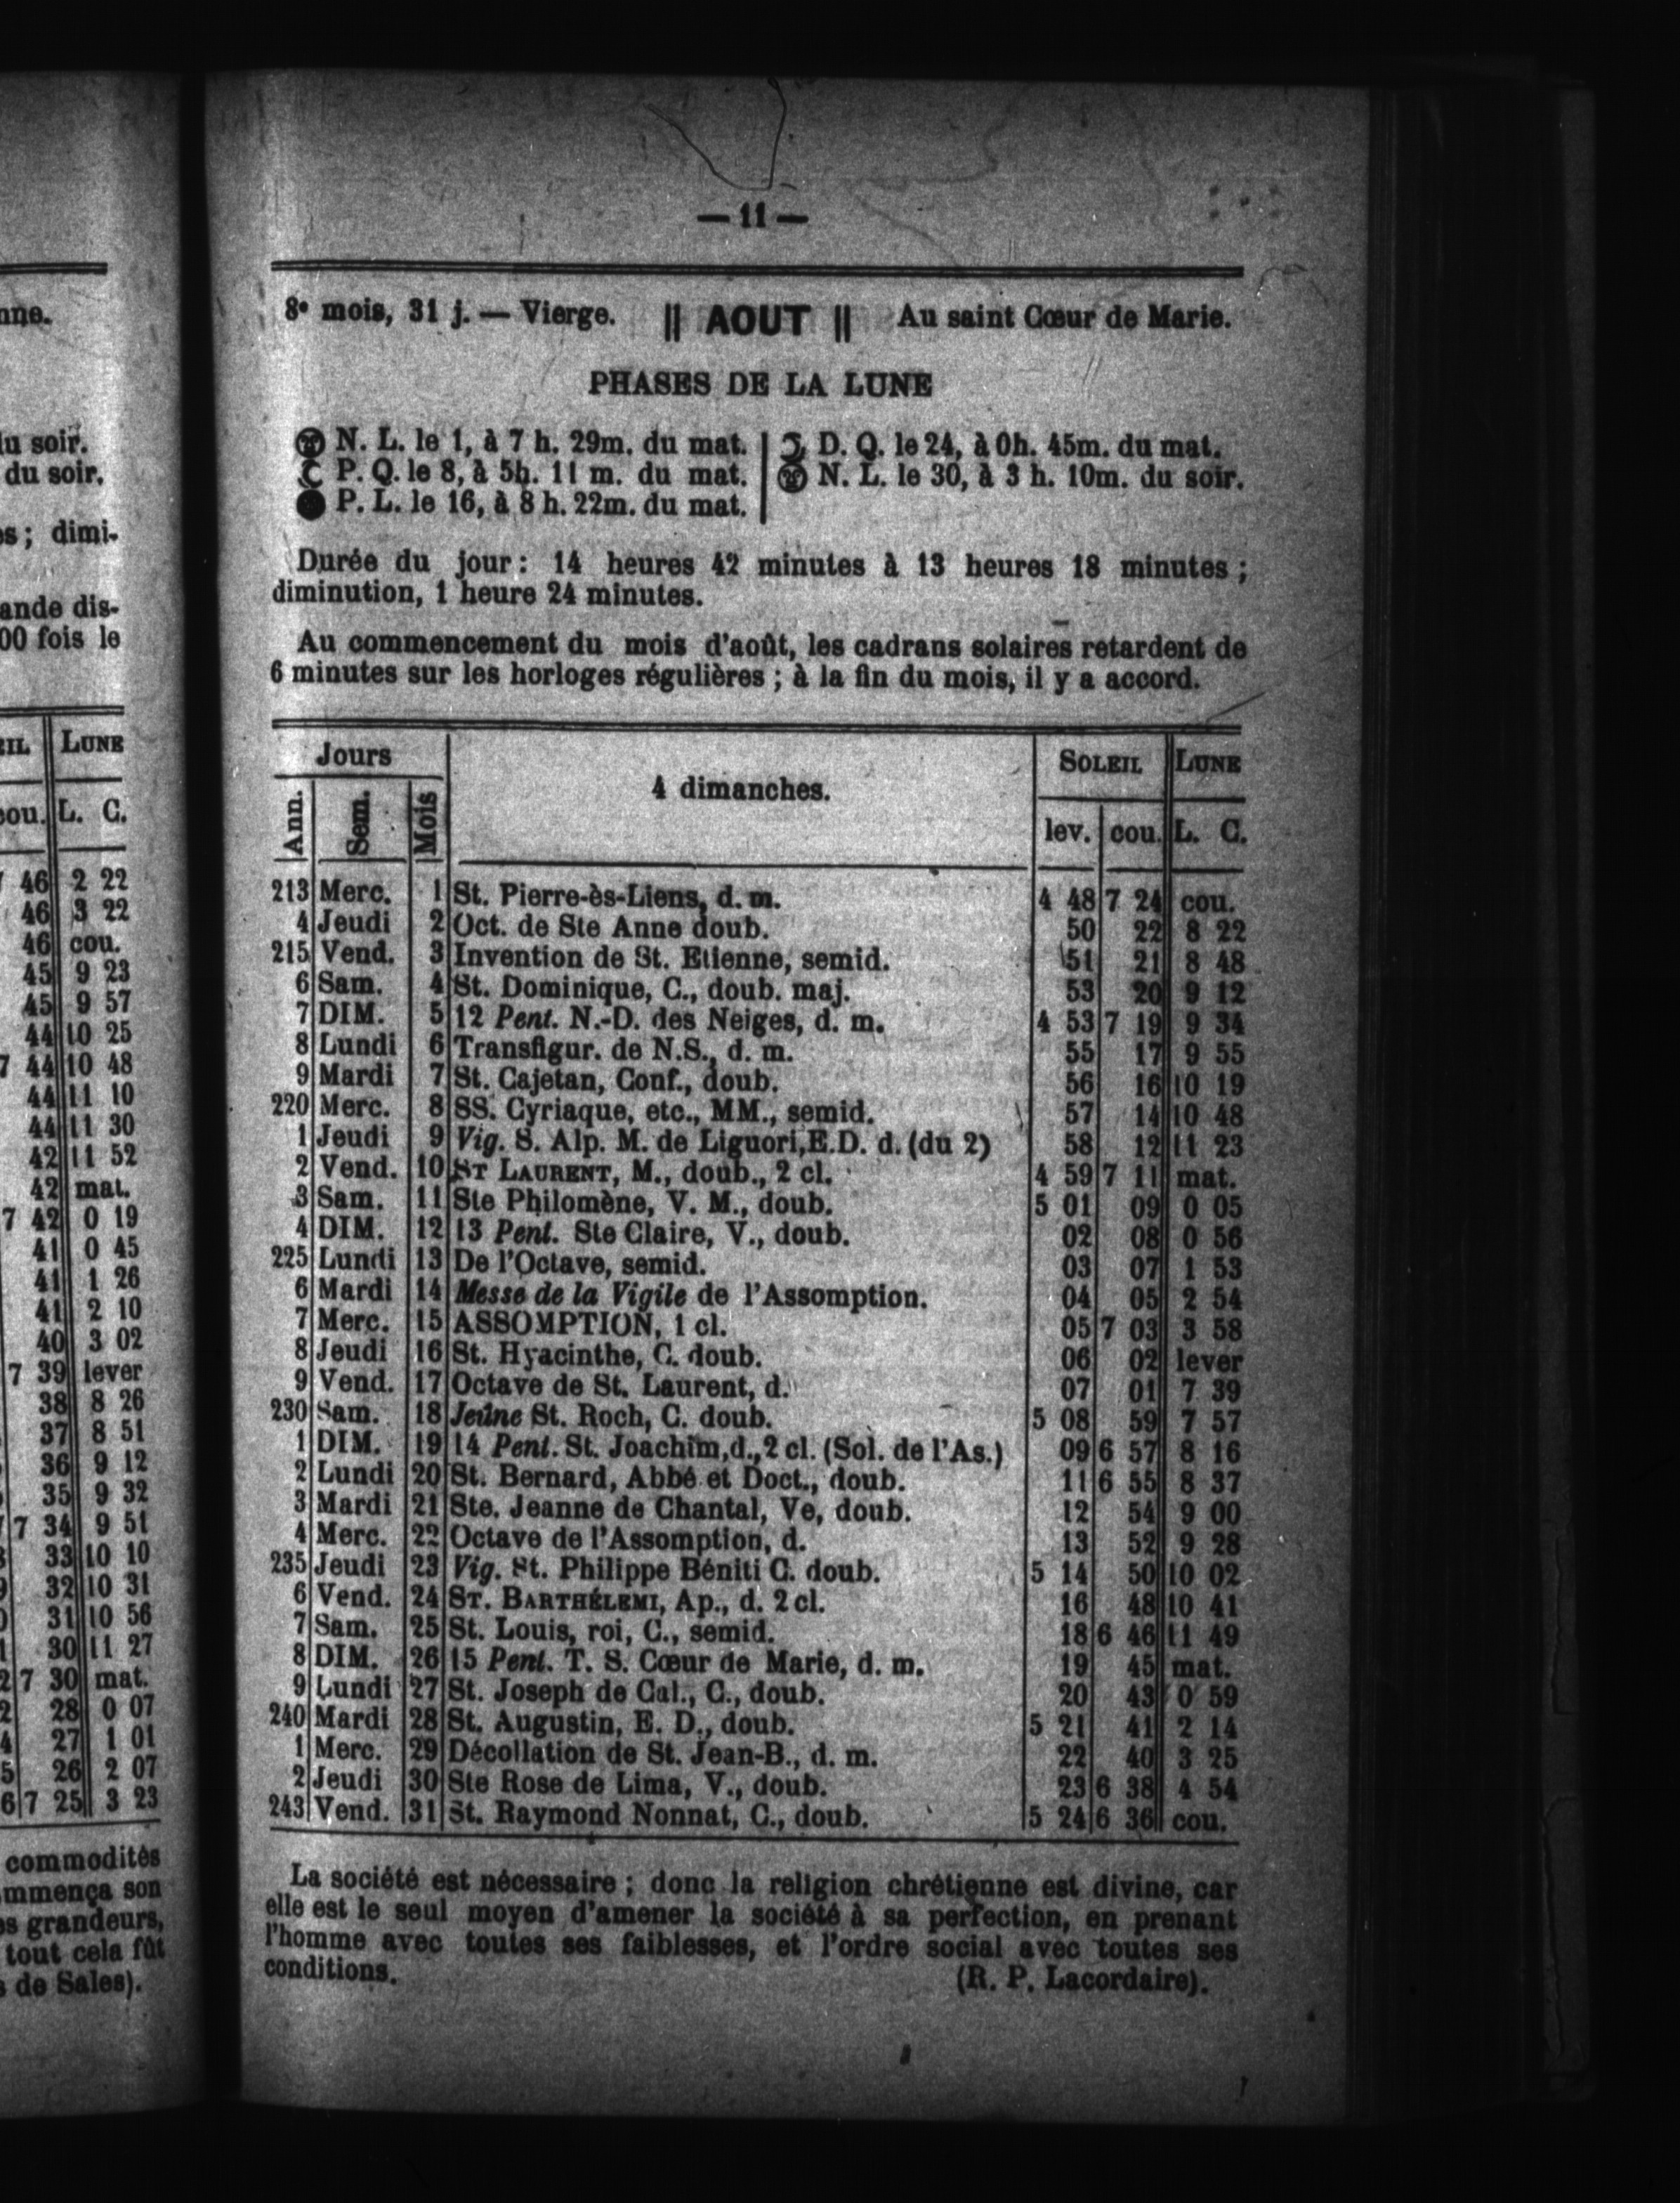 — 11 —
8e mois, 31 j. — Vierge. || AOUT || Au saint Cœur de Marie.
PHASES DE LA LUNE
N. L. le 1, à 7 h. 29m. du mat.
P. Q. le 8, à 5h. 11 m. du mat.
P. L. le 16, à 8 h. 22m. du mat.
D. Q. le 24, à 0h. 45m. du mat.
N. L. le 30, à 3 h. 10m. du soir.
Durée du jour : 14 heures 42 minutes à 13 heures 18 minutes ;
diminution, 1 heure 24 minutes.
Au commencement du mois d'août, les cadrans solaires retardent de
6 minutes sur les horloges régulières ; à la fin du mois, il y a accord.
Jours 4 dimanches. SOLEIL LUNE
Ann. Sem. Mois lev. cou. L. C.
213 Merc. 1 St. Pierre-ès-Liens, d. m. 4 48 7 24 cou.
4 Jeudi 2 Oct. de Ste Anne doub. 50 22 8 22
215 Vend. 3 Invention de St. Etienne, semid. 51 21 8 48
6 Sam. 4 St. Dominique, C., doub. maj. 53 20 9 12
7 DIM. 5 12 Pent. N.-D. des Neiges, d. m. 4 53 7 19 9 34
8 Lundi 6 Transfigur. de N.S., d. m. 55 17 9 55
9 Mardi 7 St. Cajetan, Conf., doub. 56 16 10 19
220 Merc. 8 SS. Cyriaque, etc., MM., semid. 57 14 10 48
1 Jeudi 9 Vig. S. Alp. M. de Liguori,E.D. d. (du 2) 58 12 11 23
2 Vend. 10 ST LAURENT, M., doub., 2 cl. 4 59 7 11 mat.
3 Sam. 11 Ste Philomène, V. M., doub. 5 01 09 0 05
4 DIM. 12 13 Pent. Ste Claire, V., doub. 02 08 0 56
225 Lundi 13 De l'Octave, semid. 03 07 1 53
6 Mardi 14 Messe de la Vigile de l'Assomption. 04 05 2 54
7 Merc. 15 ASSOMPTION, 1 cl. 05 7 03 3 58
8 Jeudi 16 St. Hyacinthe, C. doub. 06 02 lever
9 Vend. 17 Octave de St. Laurent, d. 07 01 7 39
230 Sam. 18 Jeûne St. Roch, C. doub. 5 08 59 7 57
1 DIM. 19 14 Pent. St. Joachim,d.,2 cl. (Sol. de l'As.) 09 6 57 8 16
2 Lundi 20 St. Bernard, Abbé et Doct., doub. 11 6 55 8 37
3 Mardi 21 Ste. Jeanne de Chantal, Ve, doub. 12 54 9 00
4 Merc. 22 Octave de l'Assomption, d. 13 52 9 28
235 Jeudi 23 Vig. St. Philippe Béniti C. doub. 5 14 50 10 02
6 Vend. 24 ST. BARTHÉLEMI, Ap., d. 2 cl. 16 48 10 41
7 Sam. 25 St. Louis, roi, C., semid. 18 6 46 11 49
8 DIM. 26 15 Pent. T. S. Cœur de Marie, d. m. 19 45 mat.
9 Lundi 27 St. Joseph de Cal., C., doub. 20 43 0 59
240 Mardi 28 St. Augustin, E. D., doub. 5 21 41 2 14
1 Merc. 29 Décollation de St. Jean-B., d. m. 22 40 3 25
2 Jeudi 30 Ste Rose de Lima, V., doub. 23 6 38 4 54
243 Vend. 31 St. Raymond Nonnat, C., doub. 5 24 6 36 cou.
La société est nécessaire ; donc la religion chrétienne est divine, car
elle est le seul moyen d'amener la société à sa perfection, en prenant
l'homme avec toutes ses faiblesses, et l'ordre social avec toutes ses
conditions. (R. P. Lacordaire).